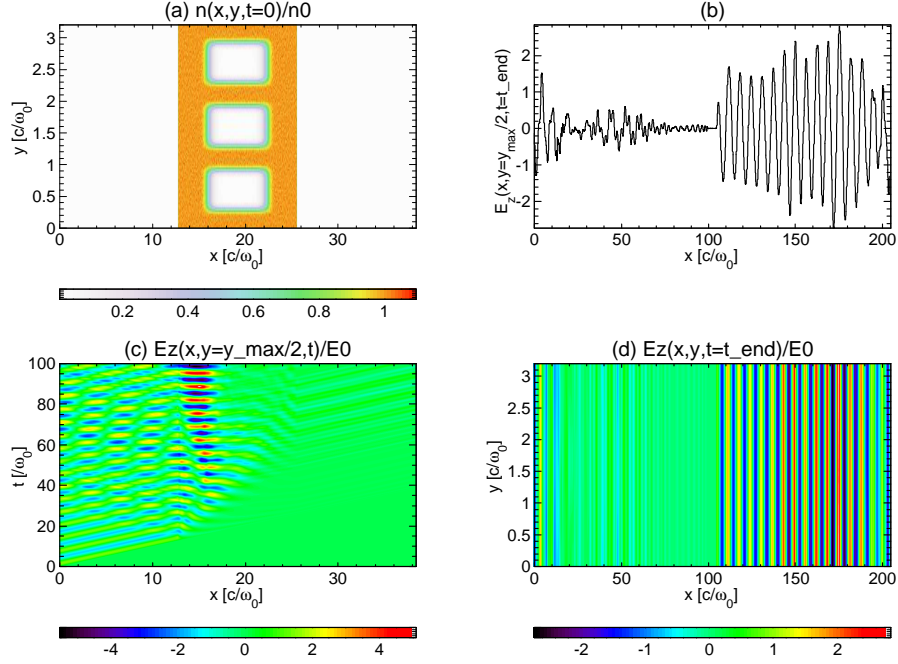 (a) n(x,y,t=0)/n0
y [c/ω₀]
3
2.5
2
1.5
1
0.5
0
0 10 20 30
x [c/ω₀]
0.2 0.4 0.6 0.8 1
(b)
E_z(x,y=y_max/2,t=t_end)
2
1
0
-1
-2
0 50 100 150 200
x [c/ω₀]
(c) Ez(x,y=y_max/2,t)/E0
t [/ω₀]
100
80
60
40
20
0
0 10 20 30
x [c/ω₀]
-4 -2 0 2 4
(d) Ez(x,y,t=t_end)/E0
y [c/ω₀]
3
2.5
2
1.5
1
0.5
0
0 50 100 150 200
x [c/ω₀]
-2 -1 0 1 2